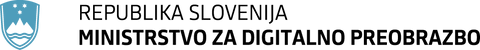 REPUBLIKA SLOVENIJA
MINISTRSTVO ZA DIGITALNO PREOBRAZBO